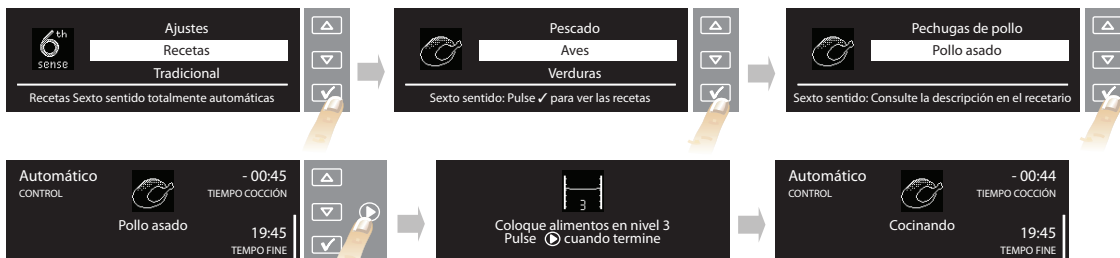 6th
sense
Ajustes
Recetas
Tradicional
Recetas Sexto sentido totalmente automáticas
Pescado
Aves
Verduras
Sexto sentido: Pulse ✓ para ver las recetas
Pechugas de pollo
Pollo asado
Sexto sentido: Consulte la descripción en el recetario
Automático
CONTROL
- 00:45
TIEMPO COCCIÓN
Pollo asado
19:45
TEMPO FINE
3
Coloque alimentos en nivel 3
Pulse ▷ cuando termine
Automático
CONTROL
- 00:44
TIEMPO COCCIÓN
Cocinando
19:45
TEMPO FINE